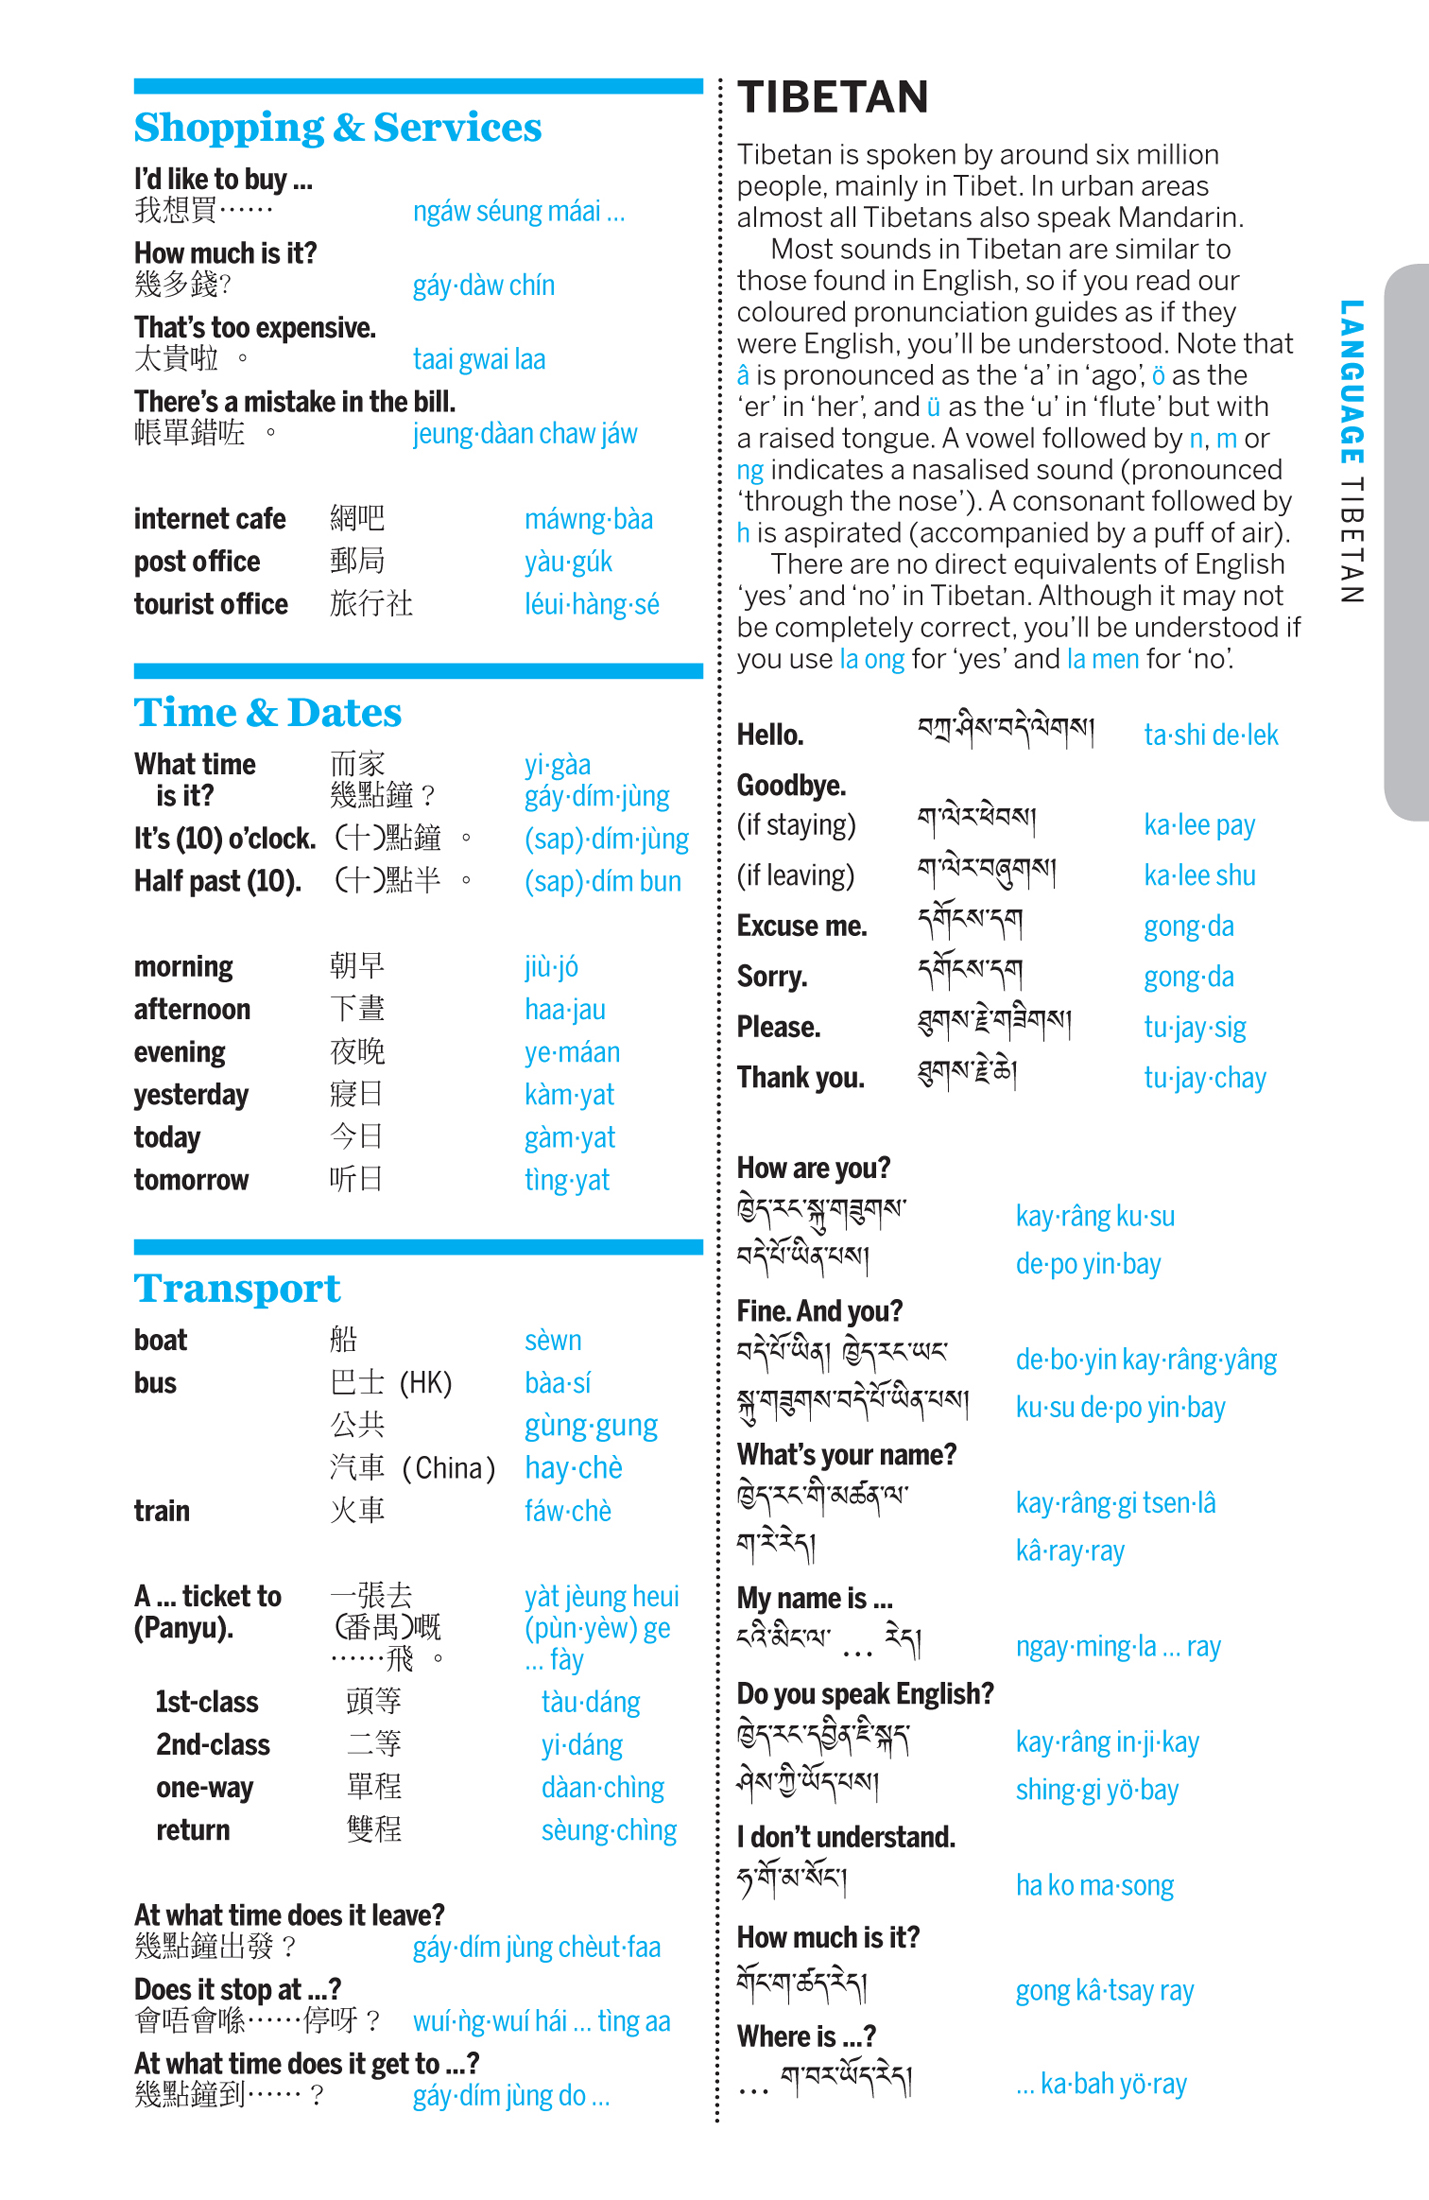 Shopping & Services
I’d like to buy ...
我想買⋯⋯ ngáw séung máai ...
How much is it?
幾多錢? gáy·dàw chín
That’s too expensive.
太貴啦 。 taai gwai laa
There’s a mistake in the bill.
帳單錯咗 。 jeung·dàan chaw jáw
internet cafe 網吧 máwng·bàa
post office 郵局 yàu·gúk
tourist office 旅行社 léui·hàng·sé
Time & Dates
What time 而家 yi·gàa
is it? 幾點鐘？ gáy·dím·jùng
It’s (10) o’clock. (十)點鐘 。 (sap)·dím·jùng
Half past (10). (十)點半 。 (sap)·dím bun
morning 朝早 jiù·jó
afternoon 下晝 haa·jau
evening 夜晚 ye·máan
yesterday 寢日 kàm·yat
today 今日 gàm·yat
tomorrow 听日 tìng·yat
Transport
boat 船 sèwn
bus 巴士 (HK) bàa·sí
公共 gùng·gung
汽車 (China) hay·chè
train 火車 fáw·chè
A ... ticket to 一張去 yàt jèung heui
(Panyu). (番禺)嘅 (pùn·yèw) ge
⋯⋯飛 。 ... fày
1st-class 頭等 tàu·dáng
2nd-class 二等 yi·dáng
one-way 單程 dàan·chìng
return 雙程 sèung·chìng
At what time does it leave?
幾點鐘出發？ gáy·dím jùng chèut·faa
Does it stop at ...?
會唔會喺⋯⋯停呀？ wuí·ǹg·wuí hái ... tìng aa
At what time does it get to ...?
幾點鐘到⋯⋯？ gáy·dím jùng do ...
TIBETAN
Tibetan is spoken by around six million
people, mainly in Tibet. In urban areas
almost all Tibetans also speak Mandarin.
Most sounds in Tibetan are similar to
those found in English, so if you read our
coloured pronunciation guides as if they
were English, you’ll be understood. Note that
â is pronounced as the ‘a’ in ‘ago’, ö as the
‘er’ in ‘her’, and ü as the ‘u’ in ‘flute’ but with
a raised tongue. A vowel followed by n, m or
ng indicates a nasalised sound (pronounced
‘through the nose’). A consonant followed by
h is aspirated (accompanied by a puff of air).
There are no direct equivalents of English
‘yes’ and ‘no’ in Tibetan. Although it may not
be completely correct, you’ll be understood if
you use la ong for ‘yes’ and la men for ‘no’.
Hello. བཀྲ་ཤིས་བདེ་ལེགས། ta·shi de·lek
Goodbye.
(if staying) ག་ལེར་ཕེབས། ka·lee pay
(if leaving) ག་ལེར་བཞུགས། ka·lee shu
Excuse me. དགོངས་དག gong·da
Sorry. དགོངས་དག gong·da
Please. ཐུགས་རྗེ་གཟིགས། tu·jay·sig
Thank you. ཐུགས་རྗེ་ཆེ། tu·jay·chay
How are you?
ཁྱེད་རང་སྐུ་གཟུགས་ kay·râng ku·su
བདེ་པོ་ཡིན་པས། de·po yin·bay
Fine. And you?
བདེ་པོ་ཡིན། ཁྱེད་རང་ཡང་ de·bo·yin kay·râng·yâng
སྐུ་གཟུགས་བདེ་པོ་ཡིན་པས། ku·su de·po yin·bay
What’s your name?
ཁྱེད་རང་གི་མཚན་ལ་ kay·râng·gi tsen·lâ
ག་རེ་རེད། kâ·ray·ray
My name is ...
ངའི་མིང་ལ་ ... རེད། ngay·ming·la ... ray
Do you speak English?
ཁྱེད་རང་དབྱིན་ཇི་སྐད་ kay·râng in·ji·kay
ཤེས་ཀྱི་ཡོད་པས། shing·gi yö·bay
I don’t understand.
ཧ་གོ་མ་སོང་། ha ko ma·song
How much is it?
གོང་ག་ཚད་རེད། gong kâ·tsay ray
Where is ...?
... ག་བར་ཡོད་རེད། ... ka·bah yö·ray
LANGUAGE TIBETAN